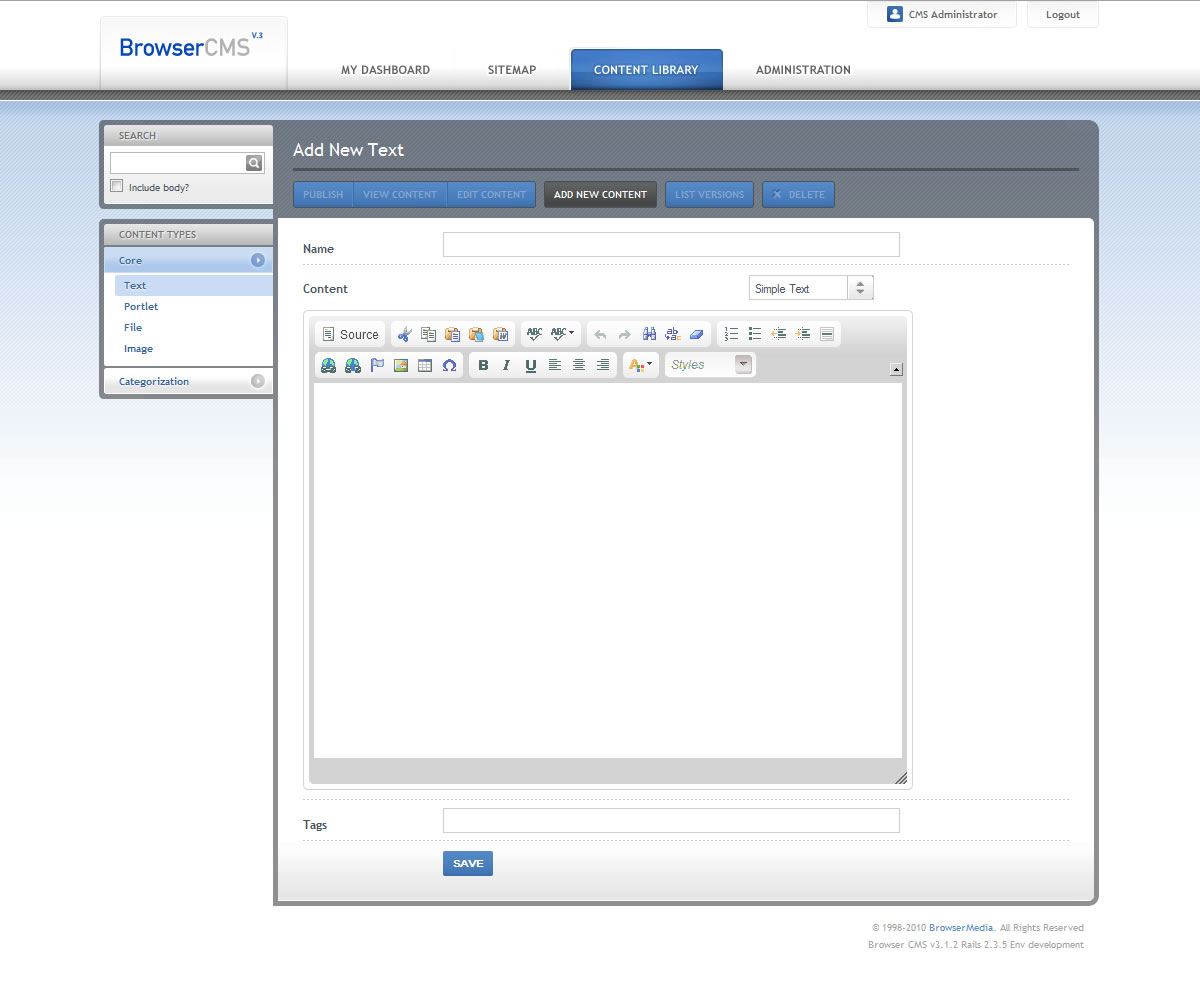 CMS Administrator Logout
BrowserCMS V.3
MY DASHBOARD SITEMAP CONTENT LIBRARY ADMINISTRATION
SEARCH
Include body?
CONTENT TYPES
Core
Text
Portlet
File
Image
Categorization
Add New Text
PUBLISH VIEW CONTENT EDIT CONTENT ADD NEW CONTENT LIST VERSIONS DELETE
Name
Content Simple Text
Source ABC ABC
B I U A Styles
Tags
SAVE
© 1998-2010 BrowserMedia. All Rights Reserved
Browser CMS v3.1.2 Rails 2.3.5 Env development